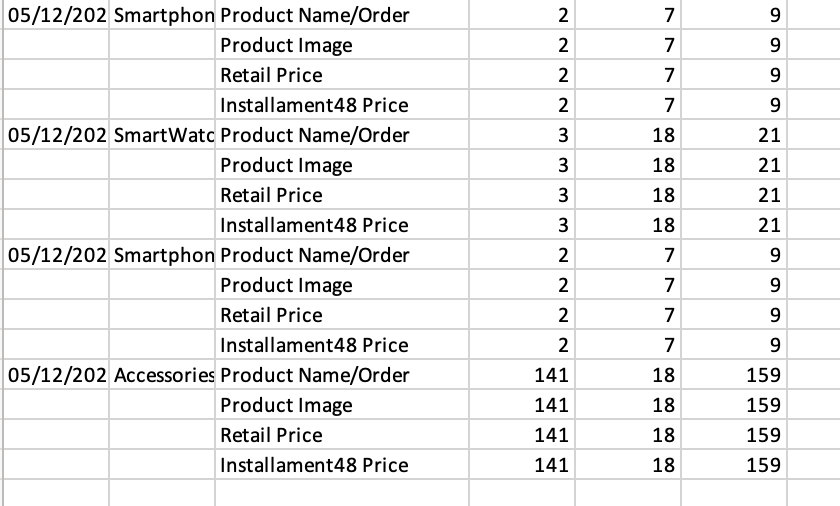 05/12/202 Smartphon Product Name/Order 2 7 9
Product Image 2 7 9
Retail Price 2 7 9
Installament48 Price 2 7 9
05/12/202 SmartWatc Product Name/Order 3 18 21
Product Image 3 18 21
Retail Price 3 18 21
Installament48 Price 3 18 21
05/12/202 Smartphon Product Name/Order 2 7 9
Product Image 2 7 9
Retail Price 2 7 9
Installament48 Price 2 7 9
05/12/202 Accessories Product Name/Order 141 18 159
Product Image 141 18 159
Retail Price 141 18 159
Installament48 Price 141 18 159